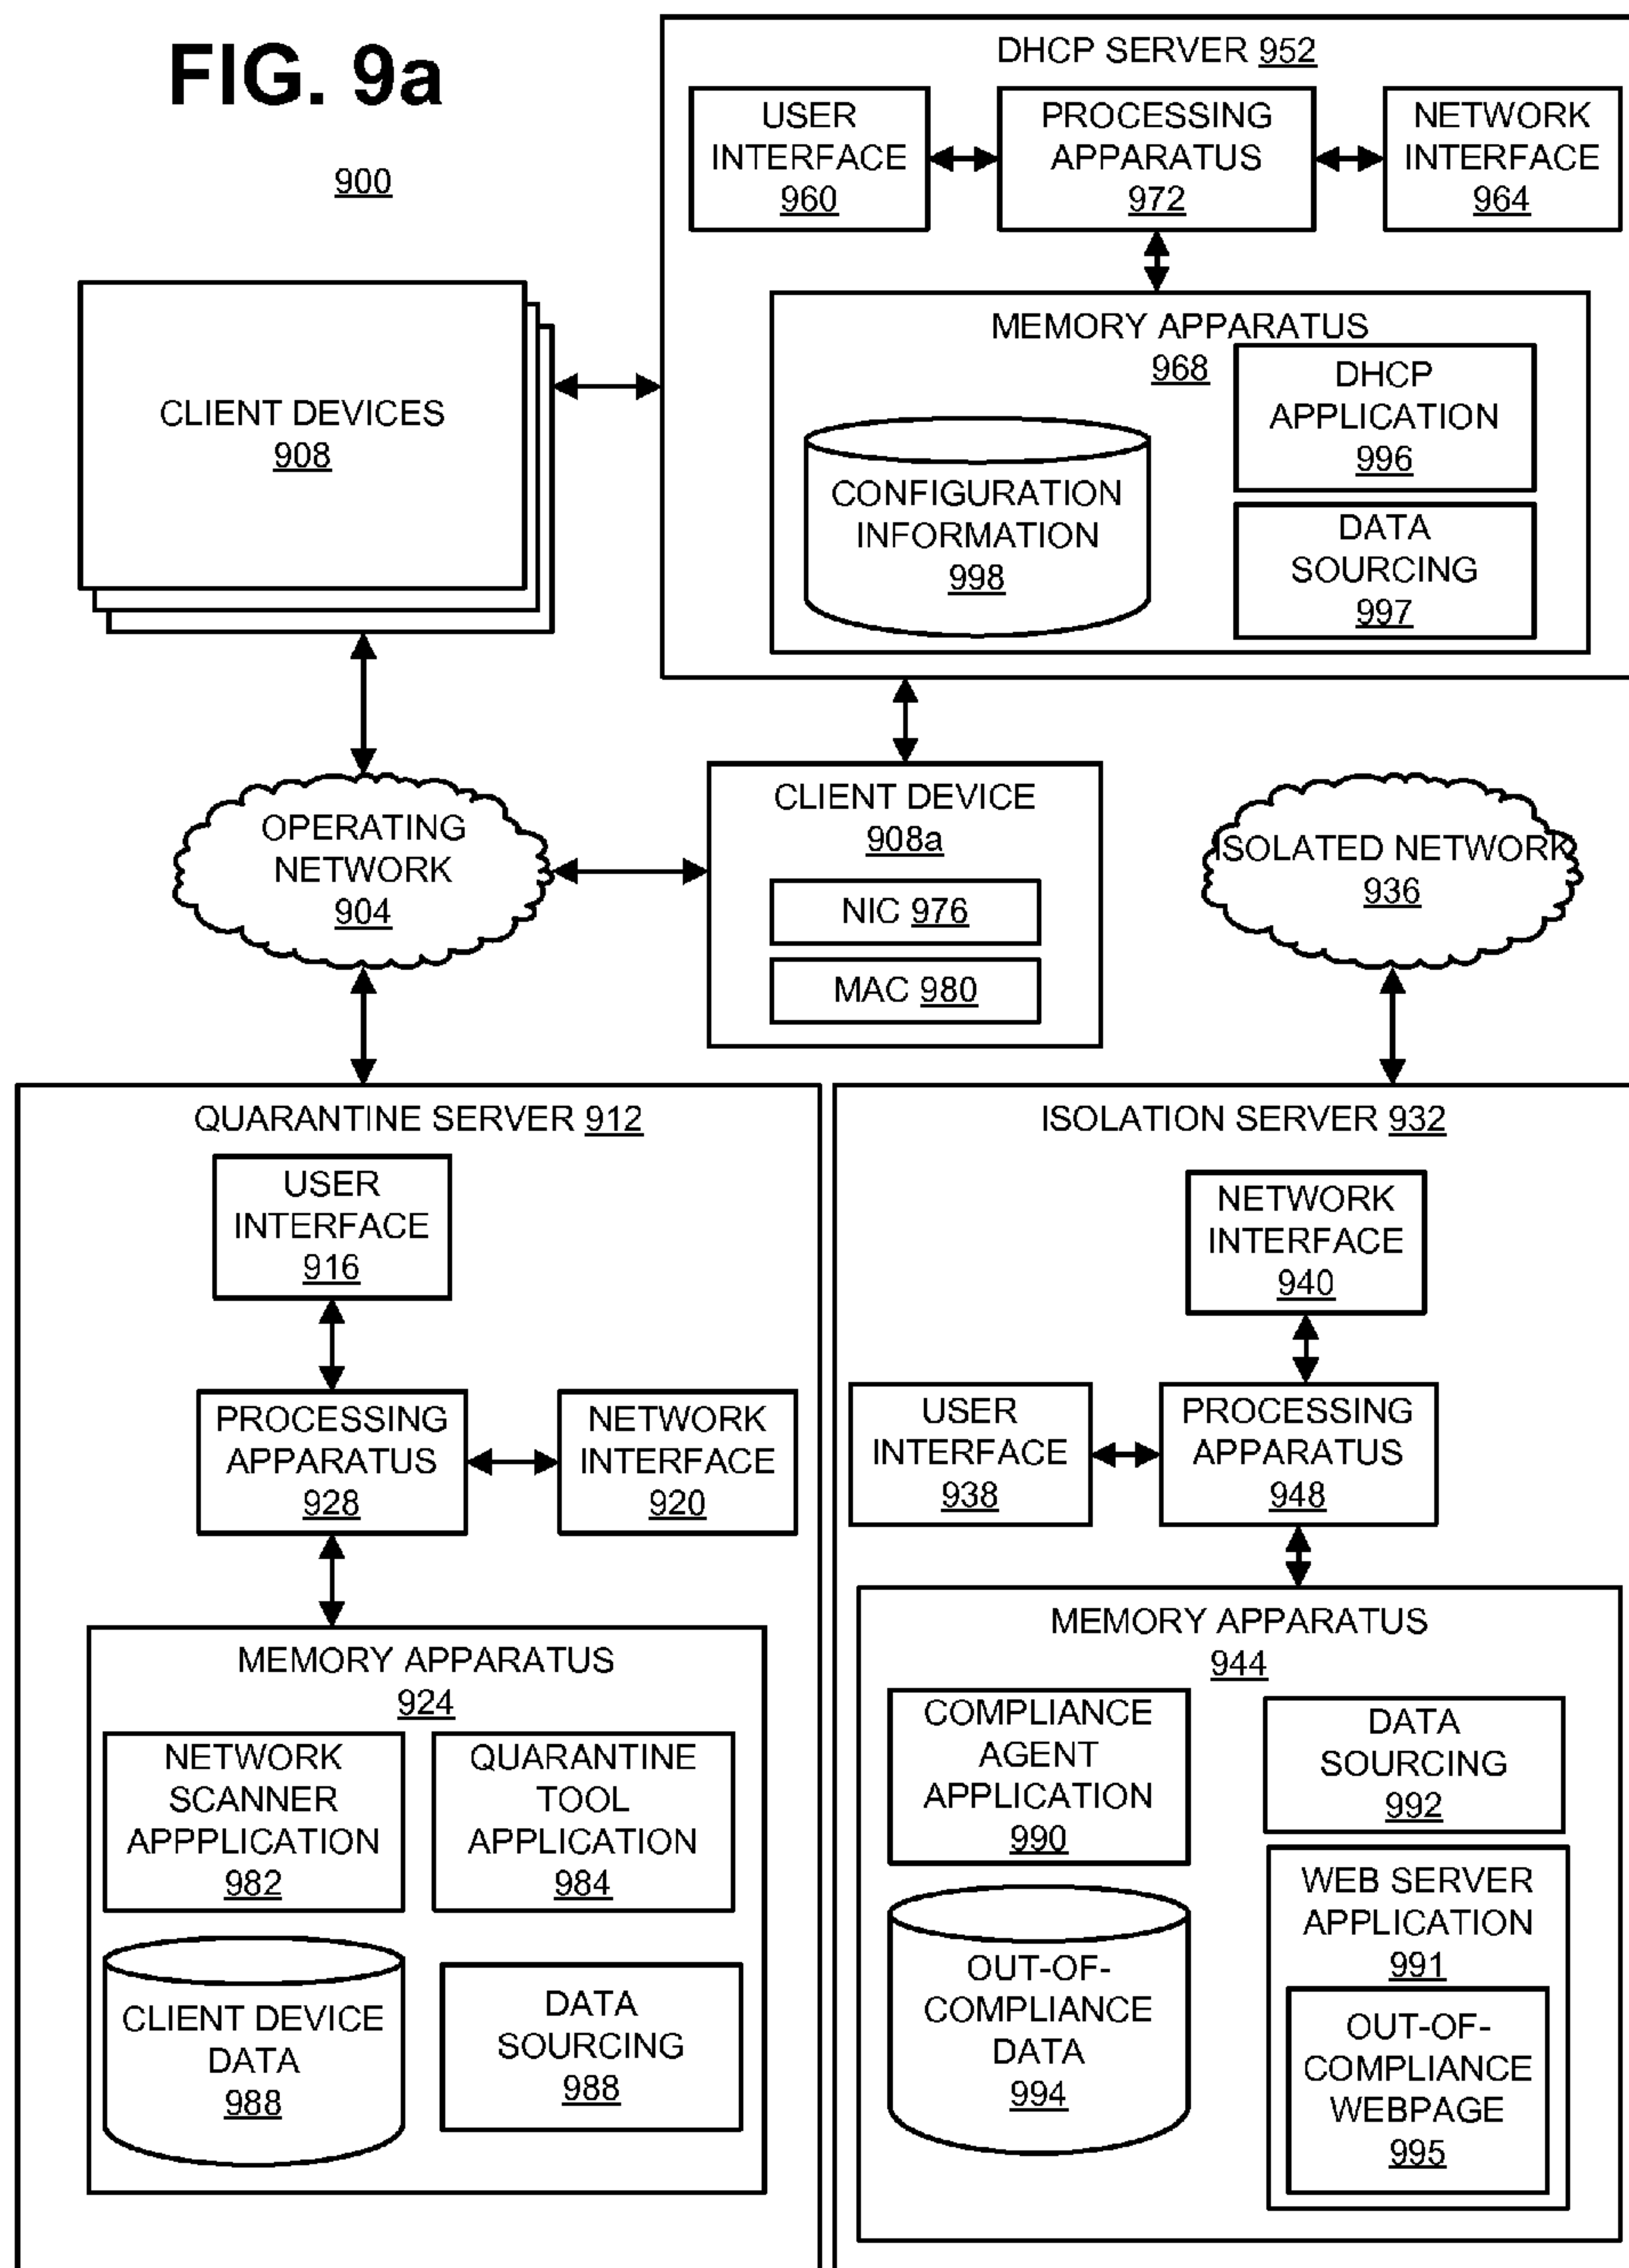 FIG. 9a
900
DHCP SERVER 952
USER
INTERFACE
960
PROCESSING
APPARATUS
972
NETWORK
INTERFACE
964
MEMORY APPARATUS
968
DHCP
APPLICATION
996
CONFIGURATION
INFORMATION
998
DATA
SOURCING
997
CLIENT DEVICES
908
OPERATING
NETWORK
904
CLIENT DEVICE
908a
NIC 976
MAC 980
ISOLATED NETWORK
936
QUARANTINE SERVER 912
USER
INTERFACE
916
PROCESSING
APPARATUS
928
NETWORK
INTERFACE
920
MEMORY APPARATUS
924
NETWORK
SCANNER
APPPLICATION
982
QUARANTINE
TOOL
APPLICATION
984
CLIENT DEVICE
DATA
988
DATA
SOURCING
988
ISOLATION SERVER 932
NETWORK
INTERFACE
940
USER
INTERFACE
938
PROCESSING
APPARATUS
948
MEMORY APPARATUS
944
COMPLIANCE
AGENT
APPLICATION
990
DATA
SOURCING
992
OUT-OF-
COMPLIANCE
DATA
994
WEB SERVER
APPLICATION
991
OUT-OF-
COMPLIANCE
WEBPAGE
995